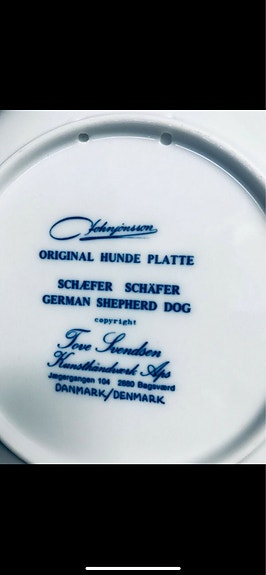 Johnjönsson
ORIGINAL HUNDE PLATTE
SCHÆFER SCHÄFER
GERMAN SHEPHERD DOG
copyright
Tove Svendsen
Kunsthåndværk Aps
Jægergangen 104 2880 Bagsværd
DANMARK/DENMARK